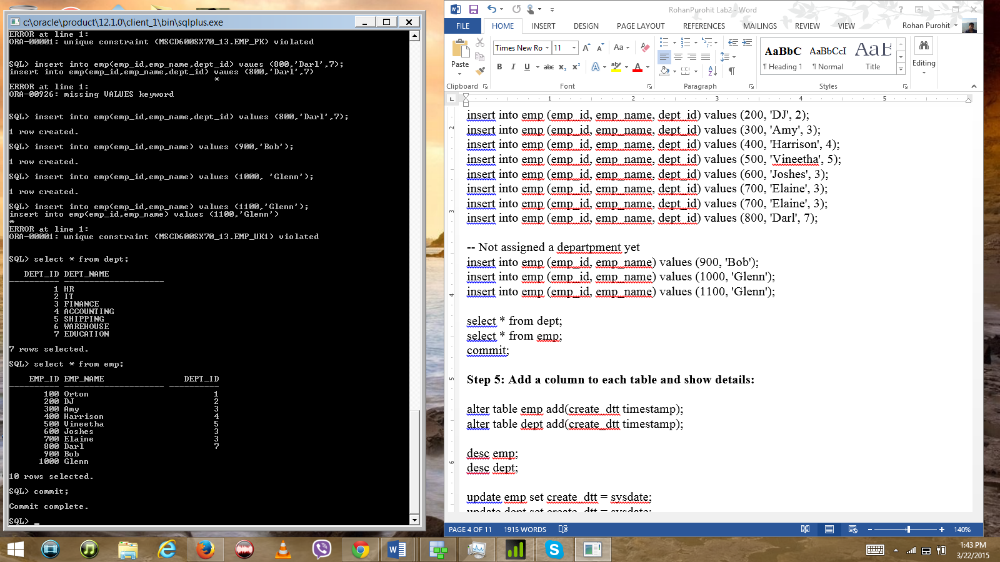 c:\oracle\product\12.1.0\client_1\bin\sqlplus.exe
ERROR at line 1:
ORA-00001: unique constraint (MSCD600SX70_13.EMP_PK) violated
SQL> insert into emp(emp_id,emp_name,dept_id) vaues (800,'Darl',7);
insert into emp(emp_id,emp_name,dept_id) vaues (800,'Darl',7)
*
ERROR at line 1:
ORA-00926: missing VALUES keyword
SQL> insert into emp(emp_id,emp_name,dept_id) values (800,'Darl',7);
1 row created.
SQL> insert into emp(emp_id,emp_name) values (900,'Bob');
1 row created.
SQL> insert into emp(emp_id,emp_name) values (1000, 'Glenn');
1 row created.
SQL> insert into emp(emp_id,emp_name) values (1100,'Glenn');
insert into emp(emp_id,emp_name) values (1100,'Glenn')
*
ERROR at line 1:
ORA-00001: unique constraint (MSCD600SX70_13.EMP_UK1) violated
SQL> select * from dept;
DEPT_ID DEPT_NAME
---------- --------------------
1 HR
2 IT
3 FINANCE
4 ACCOUNTING
5 SHIPPING
6 WAREHOUSE
7 EDUCATION
7 rows selected.
SQL> select * from emp;
EMP_ID EMP_NAME DEPT_ID
---------- -------------------- ----------
100 Orton 1
200 DJ 2
300 Amy 3
400 Harrison 4
500 Vineetha 5
600 Joshes 3
700 Elaine 3
800 Darl 7
900 Bob
1000 Glenn
10 rows selected.
SQL> commit;
Commit complete.
SQL> _
RohanPurohit Lab2 - Word
FILE HOME INSERT DESIGN PAGE LAYOUT REFERENCES MAILINGS REVIEW VIEW Rohan Purohit
Paste
Times New Ro 11
Aa
B I U abc x₂ x²
AaBbC AaBbCcI AaBbC
¶ Heading 1 ¶ Normal Title
Editing
Clipboard Font Paragraph Styles
1 2 3 4 5
insert into emp (emp_id, emp_name, dept_id) values (200, 'DJ', 2);
insert into emp (emp_id, emp_name, dept_id) values (300, 'Amy', 3);
insert into emp (emp_id, emp_name, dept_id) values (400, 'Harrison', 4);
insert into emp (emp_id, emp_name, dept_id) values (500, 'Vineetha', 5);
insert into emp (emp_id, emp_name, dept_id) values (600, 'Joshes', 3);
insert into emp (emp_id, emp_name, dept_id) values (700, 'Elaine', 3);
insert into emp (emp_id, emp_name, dept_id) values (700, 'Elaine', 3);
insert into emp (emp_id, emp_name, dept_id) values (800, 'Darl', 7);
-- Not assigned a departpment yet
insert into emp (emp_id, emp_name) values (900, 'Bob');
insert into emp (emp_id, emp_name) values (1000, 'Glenn');
insert into emp (emp_id, emp_name) values (1100, 'Glenn');
select * from dept;
select * from emp;
commit;
Step 5: Add a column to each table and show details:
alter table emp add(create_dtt timestamp);
alter table dept add(create_dtt timestamp);
desc emp;
desc dept;
update emp set create_dtt = sysdate;
update dept set create_dtt = sysdate;
PAGE 4 OF 11 1915 WORDS 140%
1:43 PM
3/22/2015